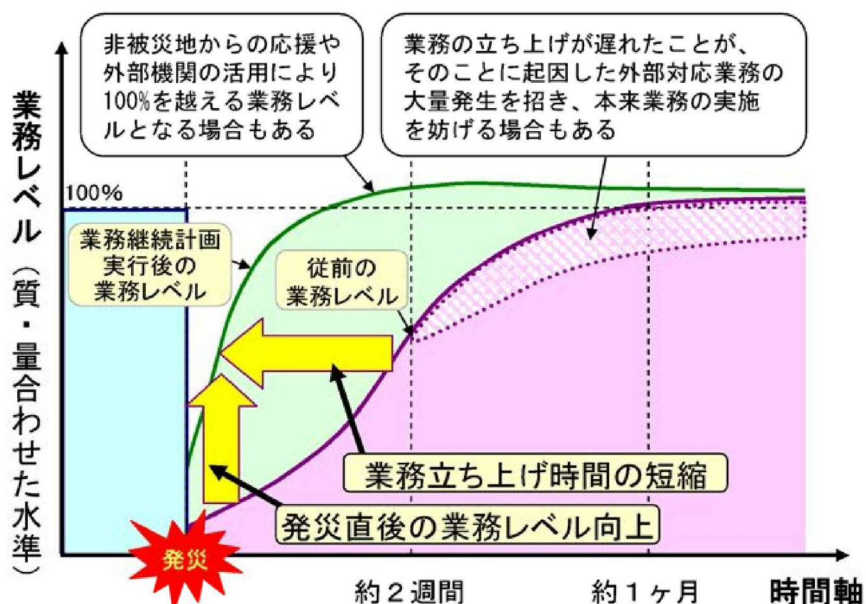 非被災地からの応援や
外部機関の活用により
100%を越える業務レベ
ルとなる場合もある
業務の立ち上げが遅れたことが、
そのことに起因した外部対応業務の
大量発生を招き、本来業務の実施
を妨げる場合もある
業務レベル（質・量合わせた水準）
100%
業務継続計画
実行後の
業務レベル
従前の
業務レベル
業務立ち上げ時間の短縮
発災直後の業務レベル向上
発災
約２週間
約１ヶ月
時間軸